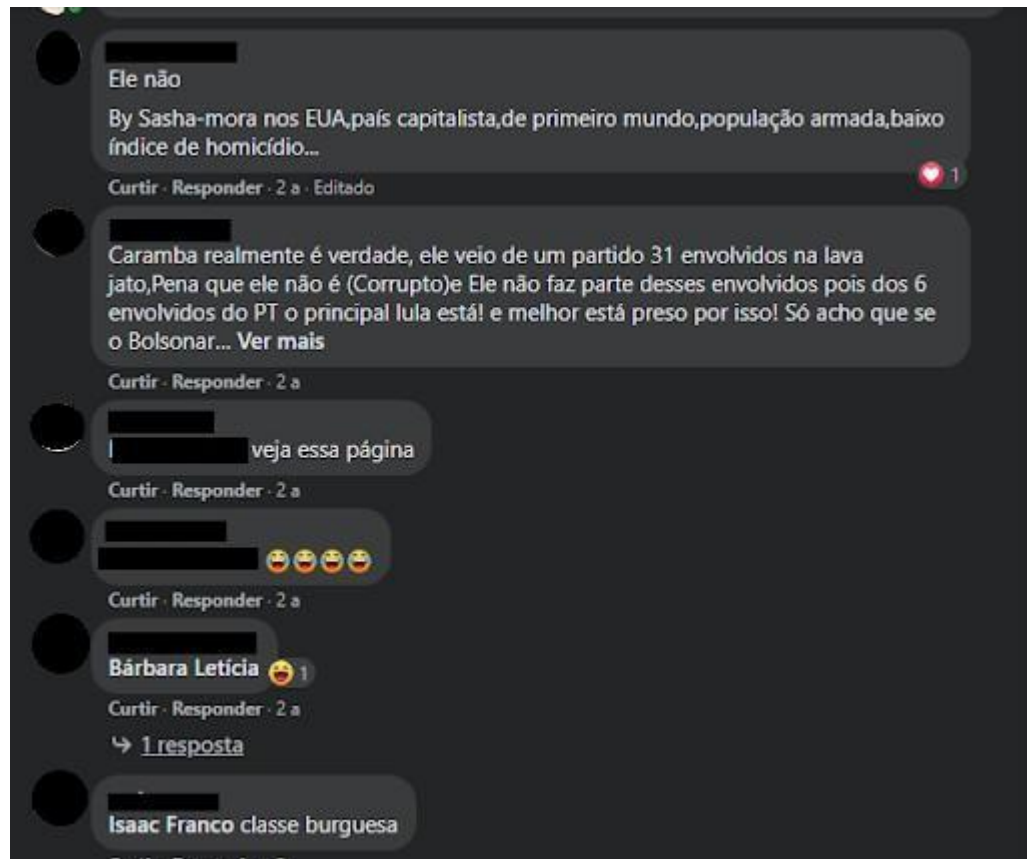 Ele não
By Sasha-mora nos EUA,país capitalista,de primeiro mundo,população armada,baixo
índice de homicídio...
1
Curtir · Responder · 2 a · Editado
Caramba realmente é verdade, ele veio de um partido 31 envolvidos na lava
jato,Pena que ele não é (Corrupto)e Ele não faz parte desses envolvidos pois dos 6
envolvidos do PT o principal lula está! e melhor está preso por isso! Só acho que se
o Bolsonar... Ver mais
Curtir · Responder · 2 a
veja essa página
Curtir · Responder · 2 a
Curtir · Responder · 2 a
Bárbara Letícia 1
Curtir · Responder · 2 a
1 resposta
Isaac Franco classe burguesa